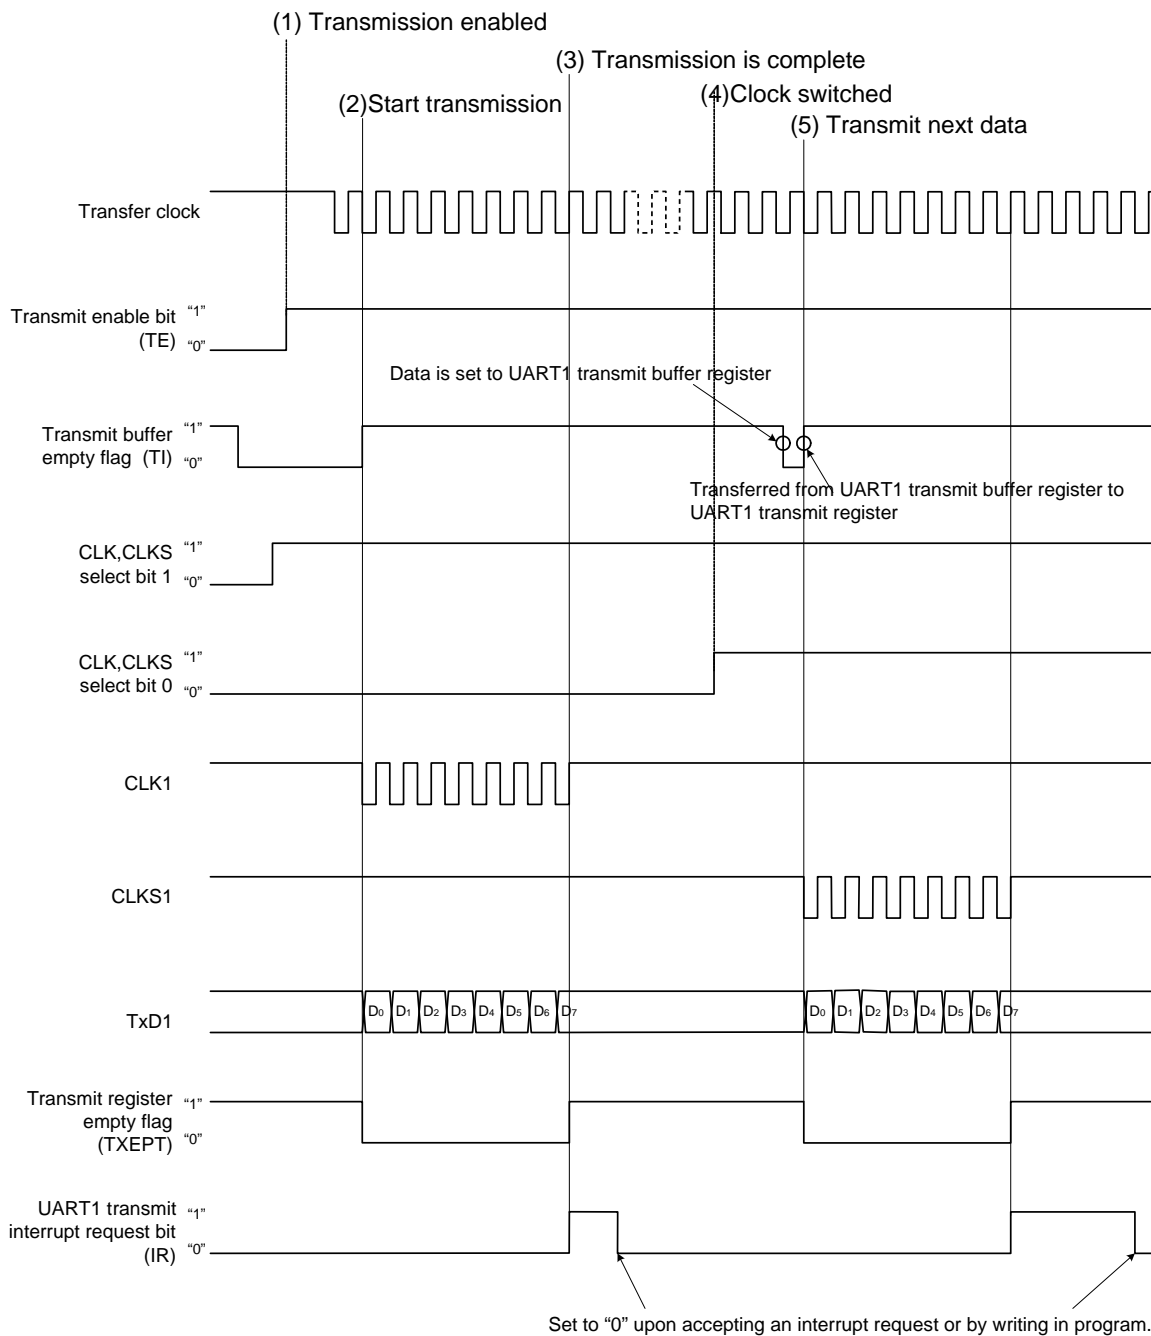 (1) Transmission enabled
(3) Transmission is complete
(4)Clock switched
(2)Start transmission
(5) Transmit next data
Transfer clock
Transmit enable bit
(TE)
“1”
“0”
Data is set to UART1 transmit buffer register
Transmit buffer
empty flag (TI)
“1”
“0”
Transferred from UART1 transmit buffer register to
UART1 transmit register
CLK,CLKS
select bit 1
“1”
“0”
CLK,CLKS
select bit 0
“1”
“0”
CLK1
CLKS1
TxD1
D0 D1 D2 D3 D4 D5 D6 D7
D0 D1 D2 D3 D4 D5 D6 D7
Transmit register
empty flag
(TXEPT)
“1”
“0”
UART1 transmit
interrupt request bit
(IR)
“1”
“0”
Set to “0” upon accepting an interrupt request or by writing in program.